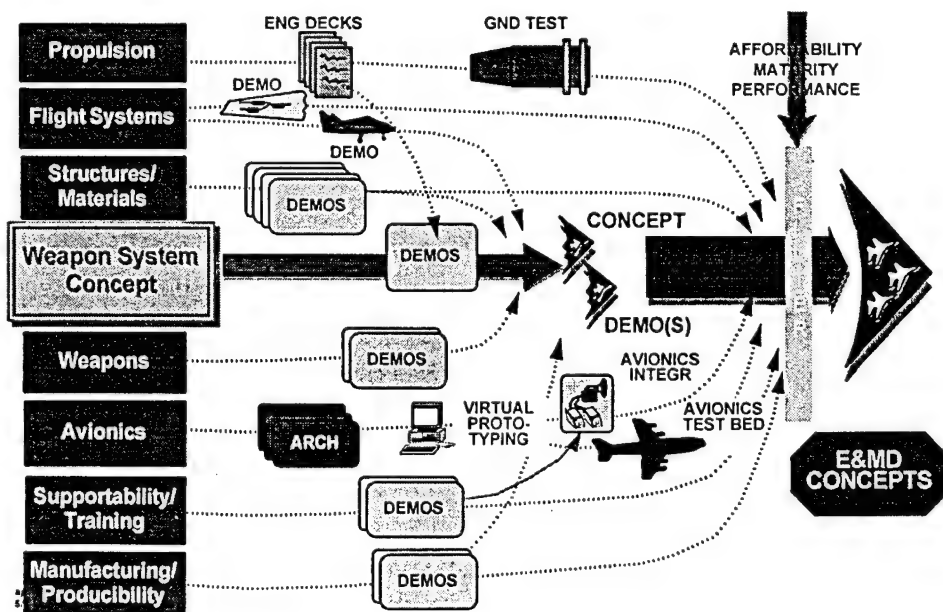 ENG DECKS
GND TEST
Propulsion
AFFORDABILITY
MATURITY
PERFORMANCE
DEMO
Flight Systems
DEMO
Structures/
Materials
DEMOS
CONCEPT
Weapon System
Concept
DEMOS
DEMO(S)
Weapons
DEMOS
AVIONICS
INTEGR
Avionics
ARCH
VIRTUAL
PROTO-
TYPING
AVIONICS
TEST BED
E&MD
CONCEPTS
Supportability/
Training
DEMOS
Manufacturing/
Producibility
DEMOS